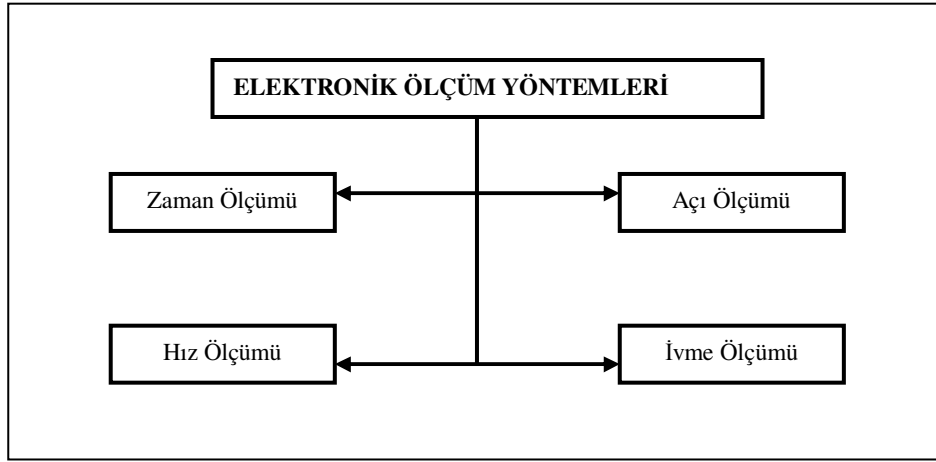 ELEKTRONİK ÖLÇÜM YÖNTEMLERİ
Zaman Ölçümü
Açı Ölçümü
Hız Ölçümü
İvme Ölçümü